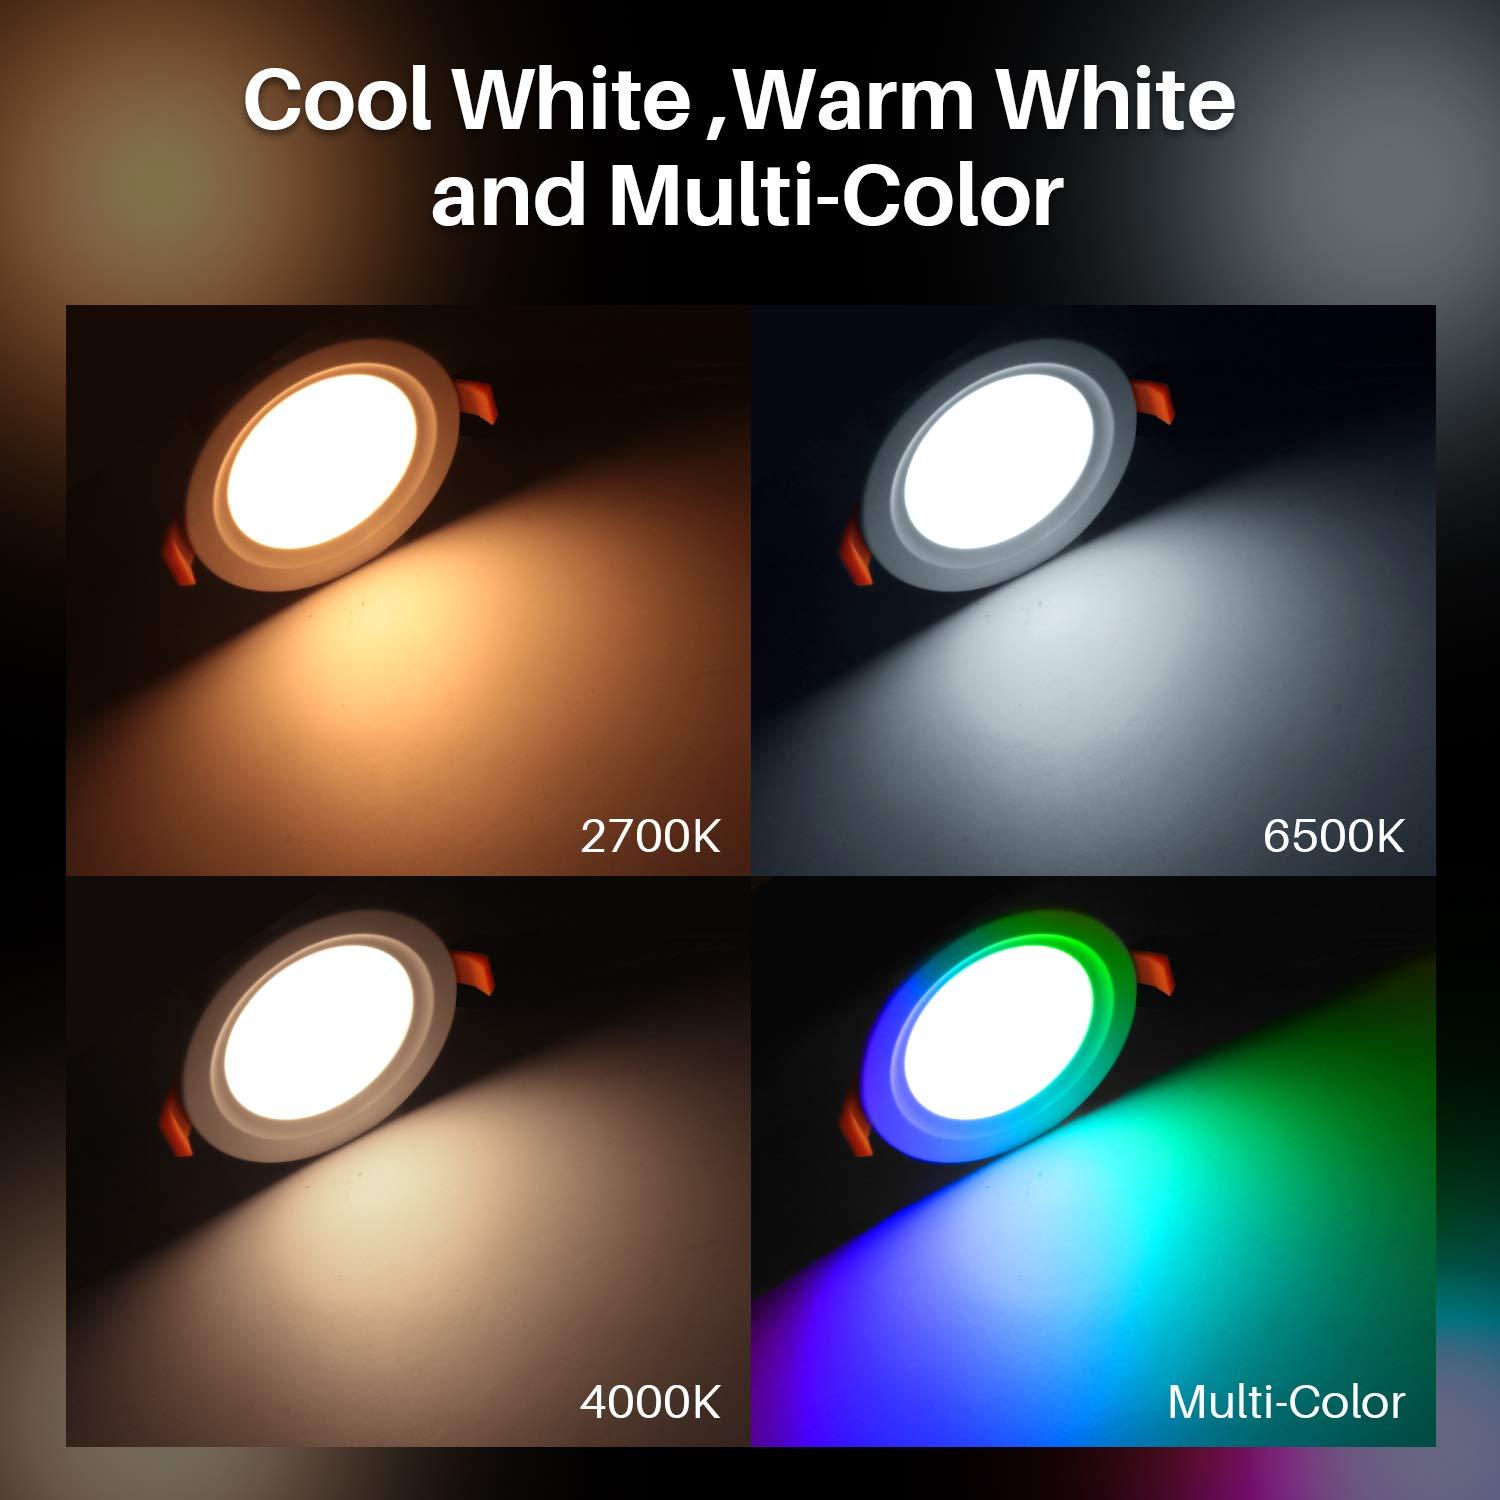 Cool White ,Warm White
and Multi-Color
2700K
6500K
4000K
Multi-Color